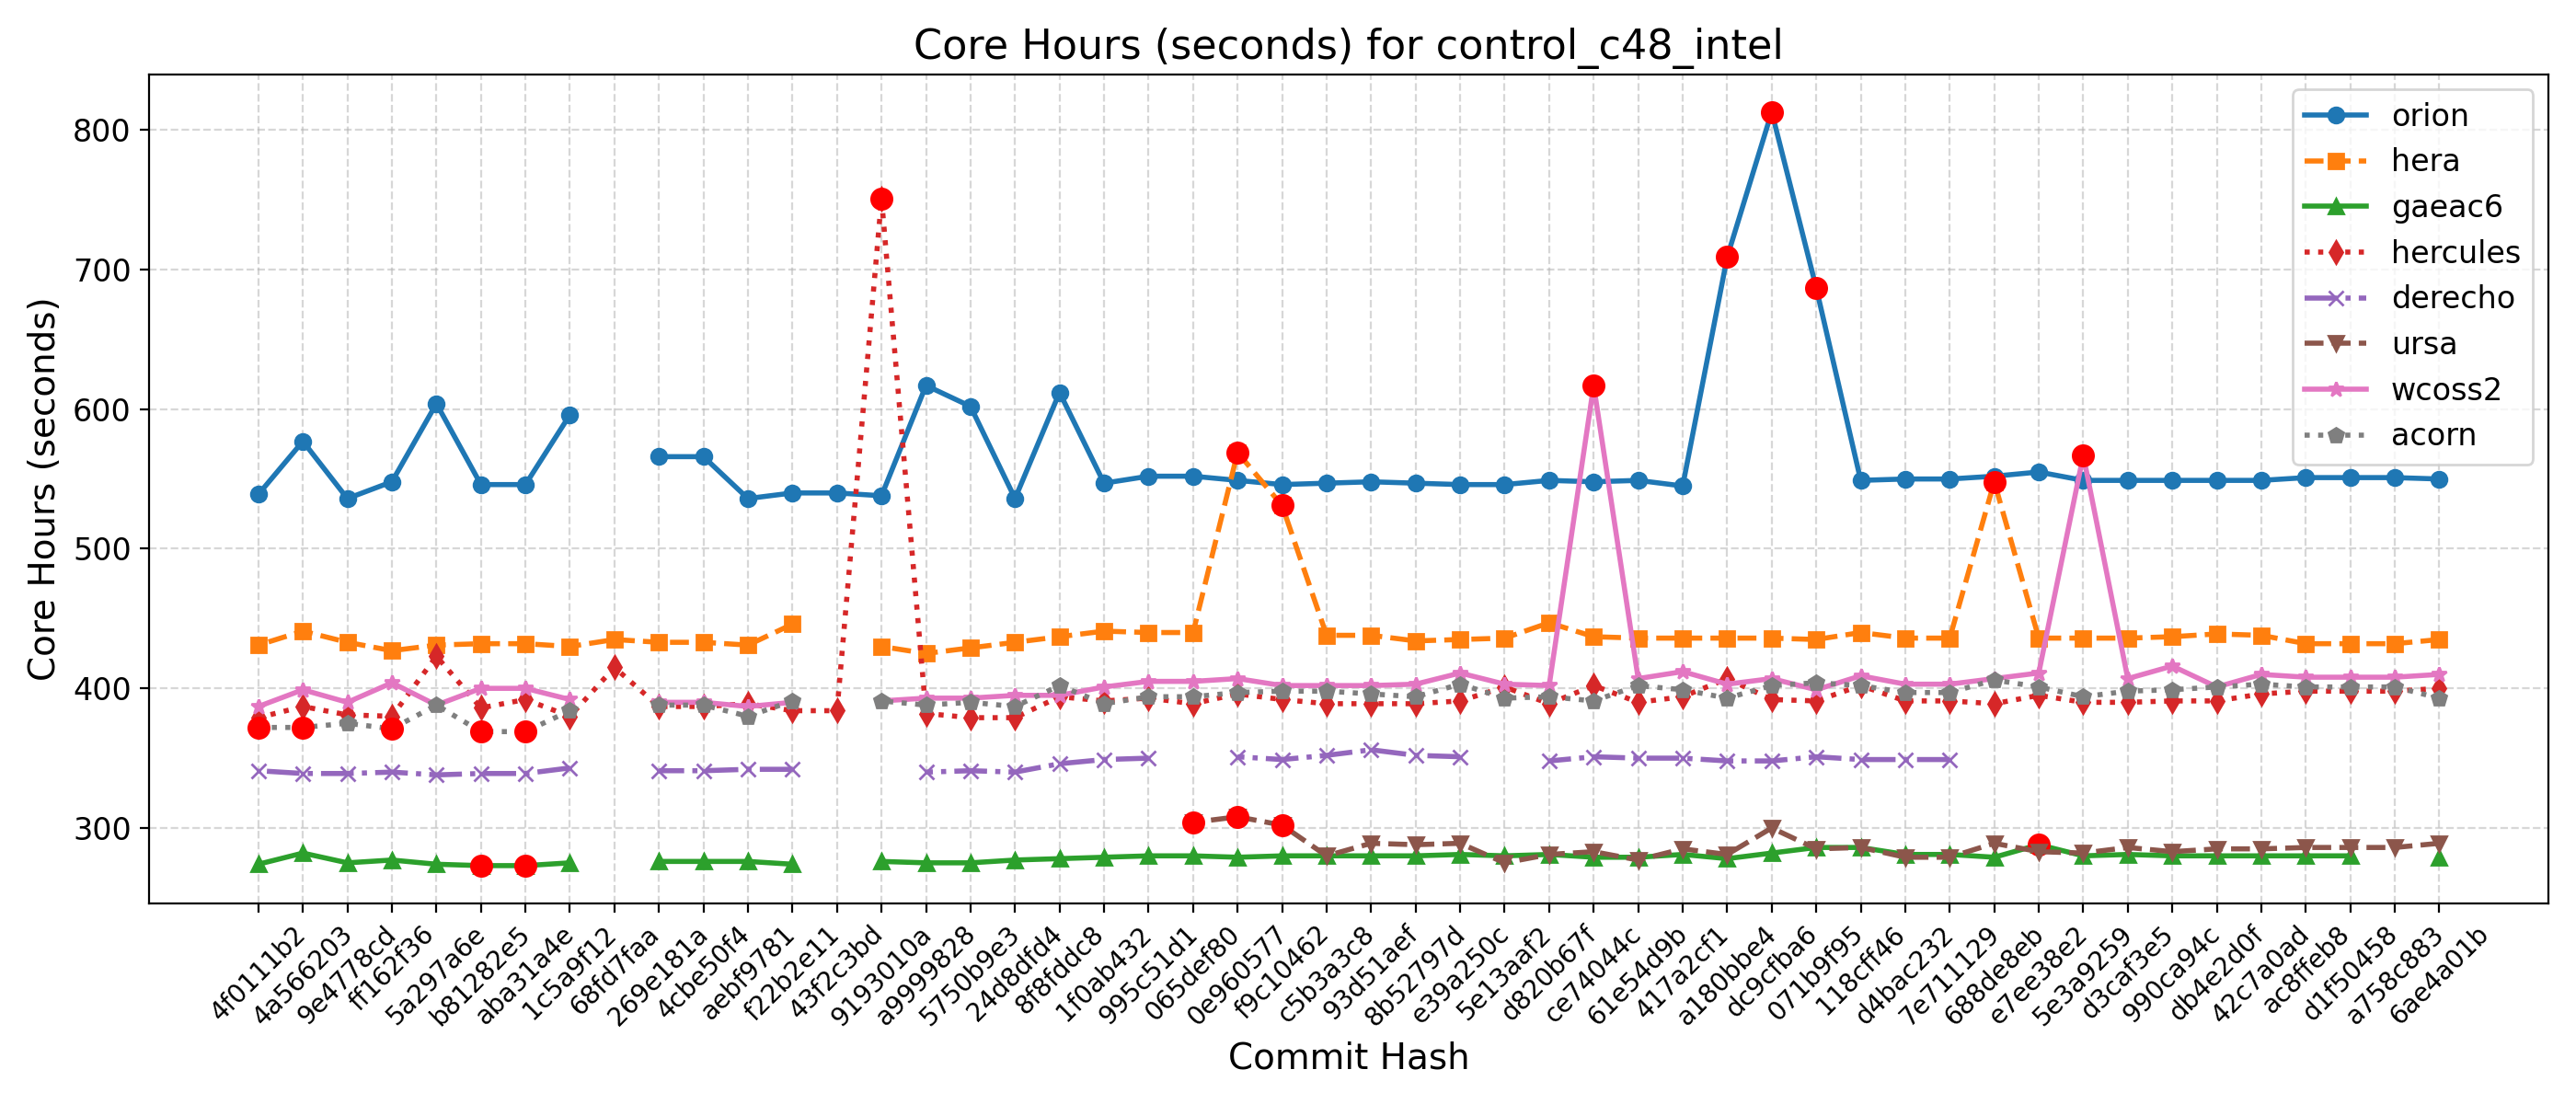 Core Hours (seconds) for control_c48_intel
Core Hours (seconds)
800
700
600
500
400
300
orion
hera
gaeac6
hercules
derecho
ursa
wcoss2
acorn
4f0111b2
4a566203
9e4778cd
ff162f36
5a297a6e
b81282e5
aba31a4e
1c5a9f12
68fd7faa
269e181a
4cbe50f4
aebf9781
f22b2e11
43f2c3bd
9193010a
a9999828
5750b9e3
24d8dfd4
8f8fddc8
1f0ab432
995c51d1
065def80
0e960577
f9c10462
c5b3a3c8
93d51aef
8b52797d
e39a250c
5e13aaf2
d820b67f
ce74044c
61e54d9b
417a2cf1
a180bbe4
dc9cfba6
071b9f95
118cff46
d4bac232
7e711129
688de8eb
e7ee38e2
5e3a9259
d3caf3e5
990ca94c
db4e2d0f
42c7a0ad
ac8ffeb8
d1f50458
a758c883
6ae4a01b
Commit Hash